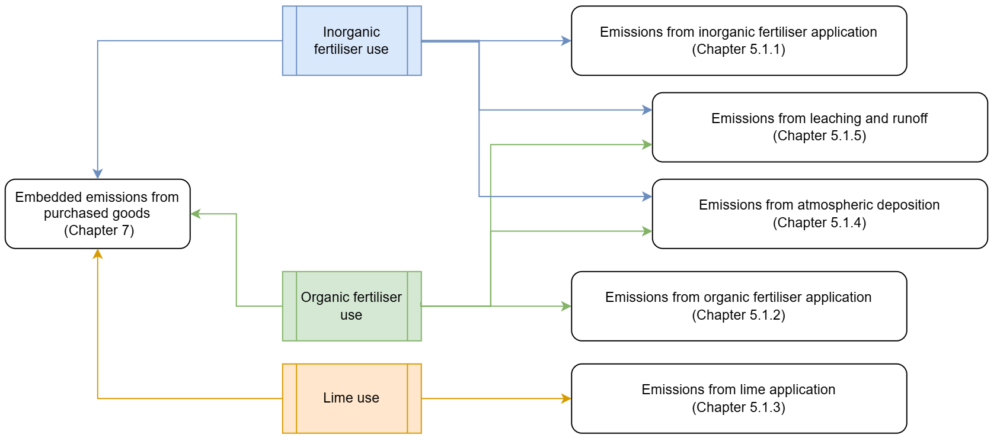 Inorganic
fertiliser use
Emissions from inorganic fertiliser application
(Chapter 5.1.1)
Emissions from leaching and runoff
(Chapter 5.1.5)
Embedded emissions from
purchased goods
(Chapter 7)
Emissions from atmospheric deposition
(Chapter 5.1.4)
Organic fertiliser
use
Emissions from organic fertiliser application
(Chapter 5.1.2)
Lime use
Emissions from lime application
(Chapter 5.1.3)